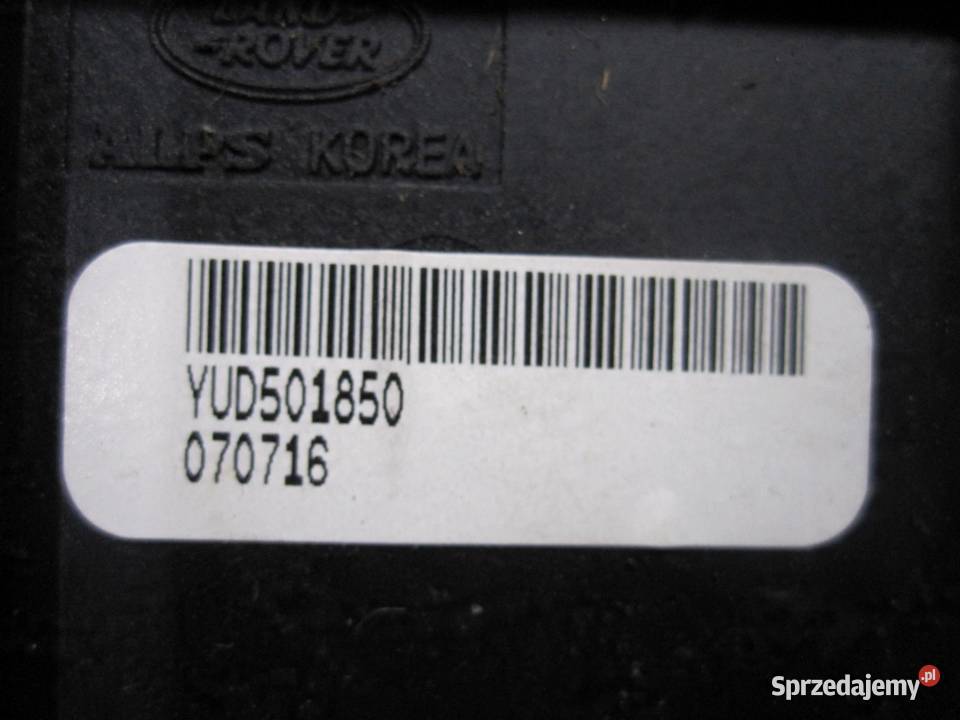 LAND
ROVER
ALPS KOREA
YUD501850
070716
Sprzedajemy.pl